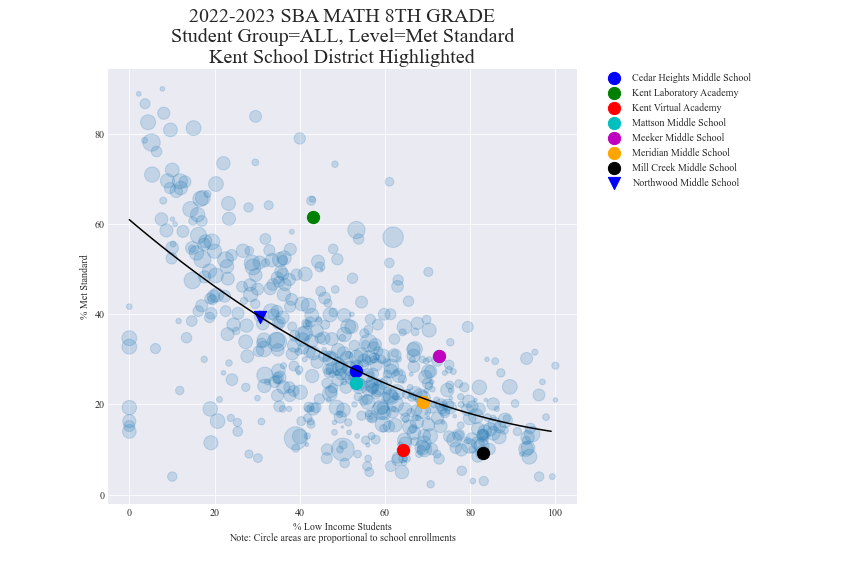 2022-2023 SBA MATH 8TH GRADE
Student Group=ALL, Level=Met Standard
Kent School District Highlighted
Cedar Heights Middle School
Kent Laboratory Academy
Kent Virtual Academy
Mattson Middle School
Meeker Middle School
Meridian Middle School
Mill Creek Middle School
Northwood Middle School
% Met Standard
80
60
40
20
0
0 20 40 60 80 100
% Low Income Students
Note: Circle areas are proportional to school enrollments